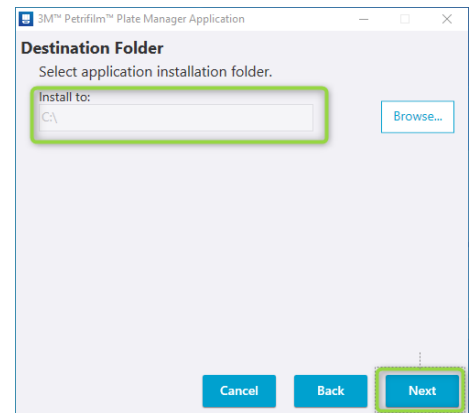 3M™ Petrifilm™ Plate Manager Application
Destination Folder
Select application installation folder.
Install to:
C:\
Browse...
Cancel Back Next